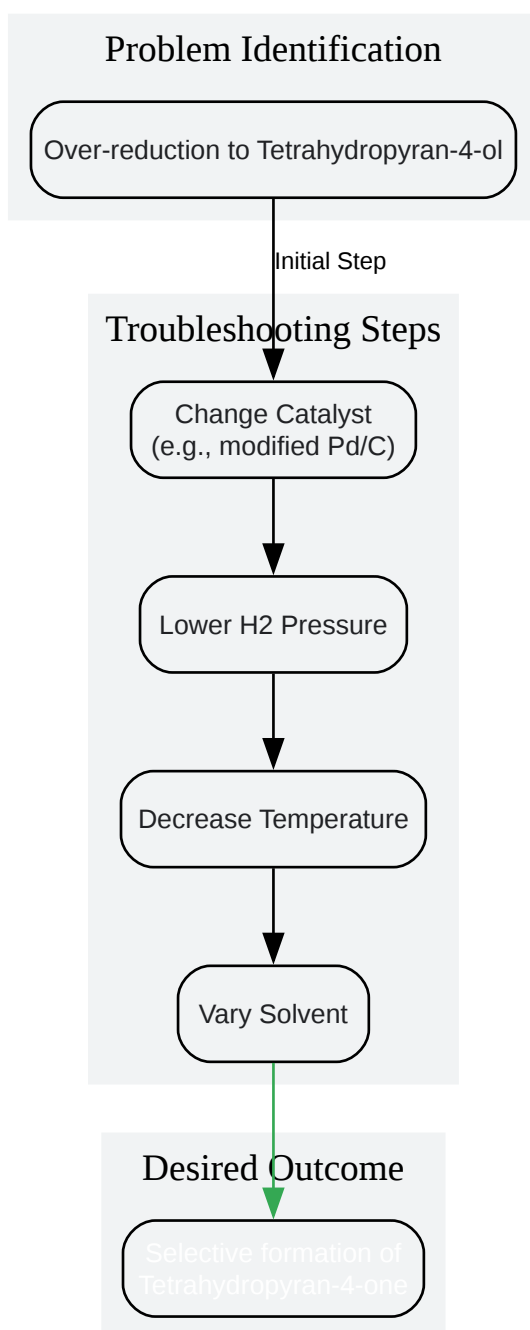 Problem Identification
Over-reduction to Tetrahydropyran-4-ol
Initial Step
Troubleshooting Steps
Change Catalyst
(e.g., modified Pd/C)
Lower H2 Pressure
Decrease Temperature
Vary Solvent
Desired Outcome
Selective formation of
Tetrahydropyran-4-one